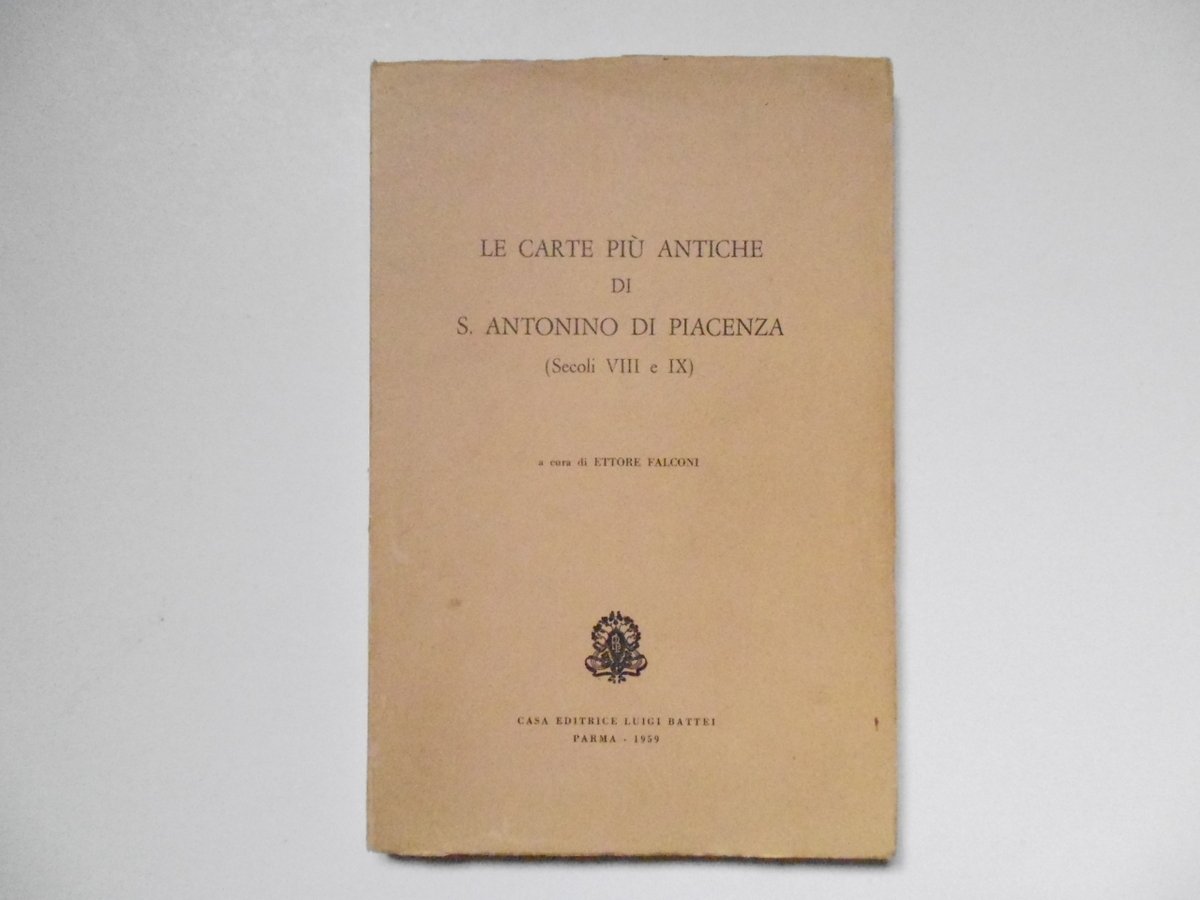 LE CARTE PIÙ ANTICHE
DI
S. ANTONINO DI PIACENZA
(Secoli VIII e IX)
a cura di ETTORE FALCONI
CASA EDITRICE LUIGI BATTEI
PARMA - 1959